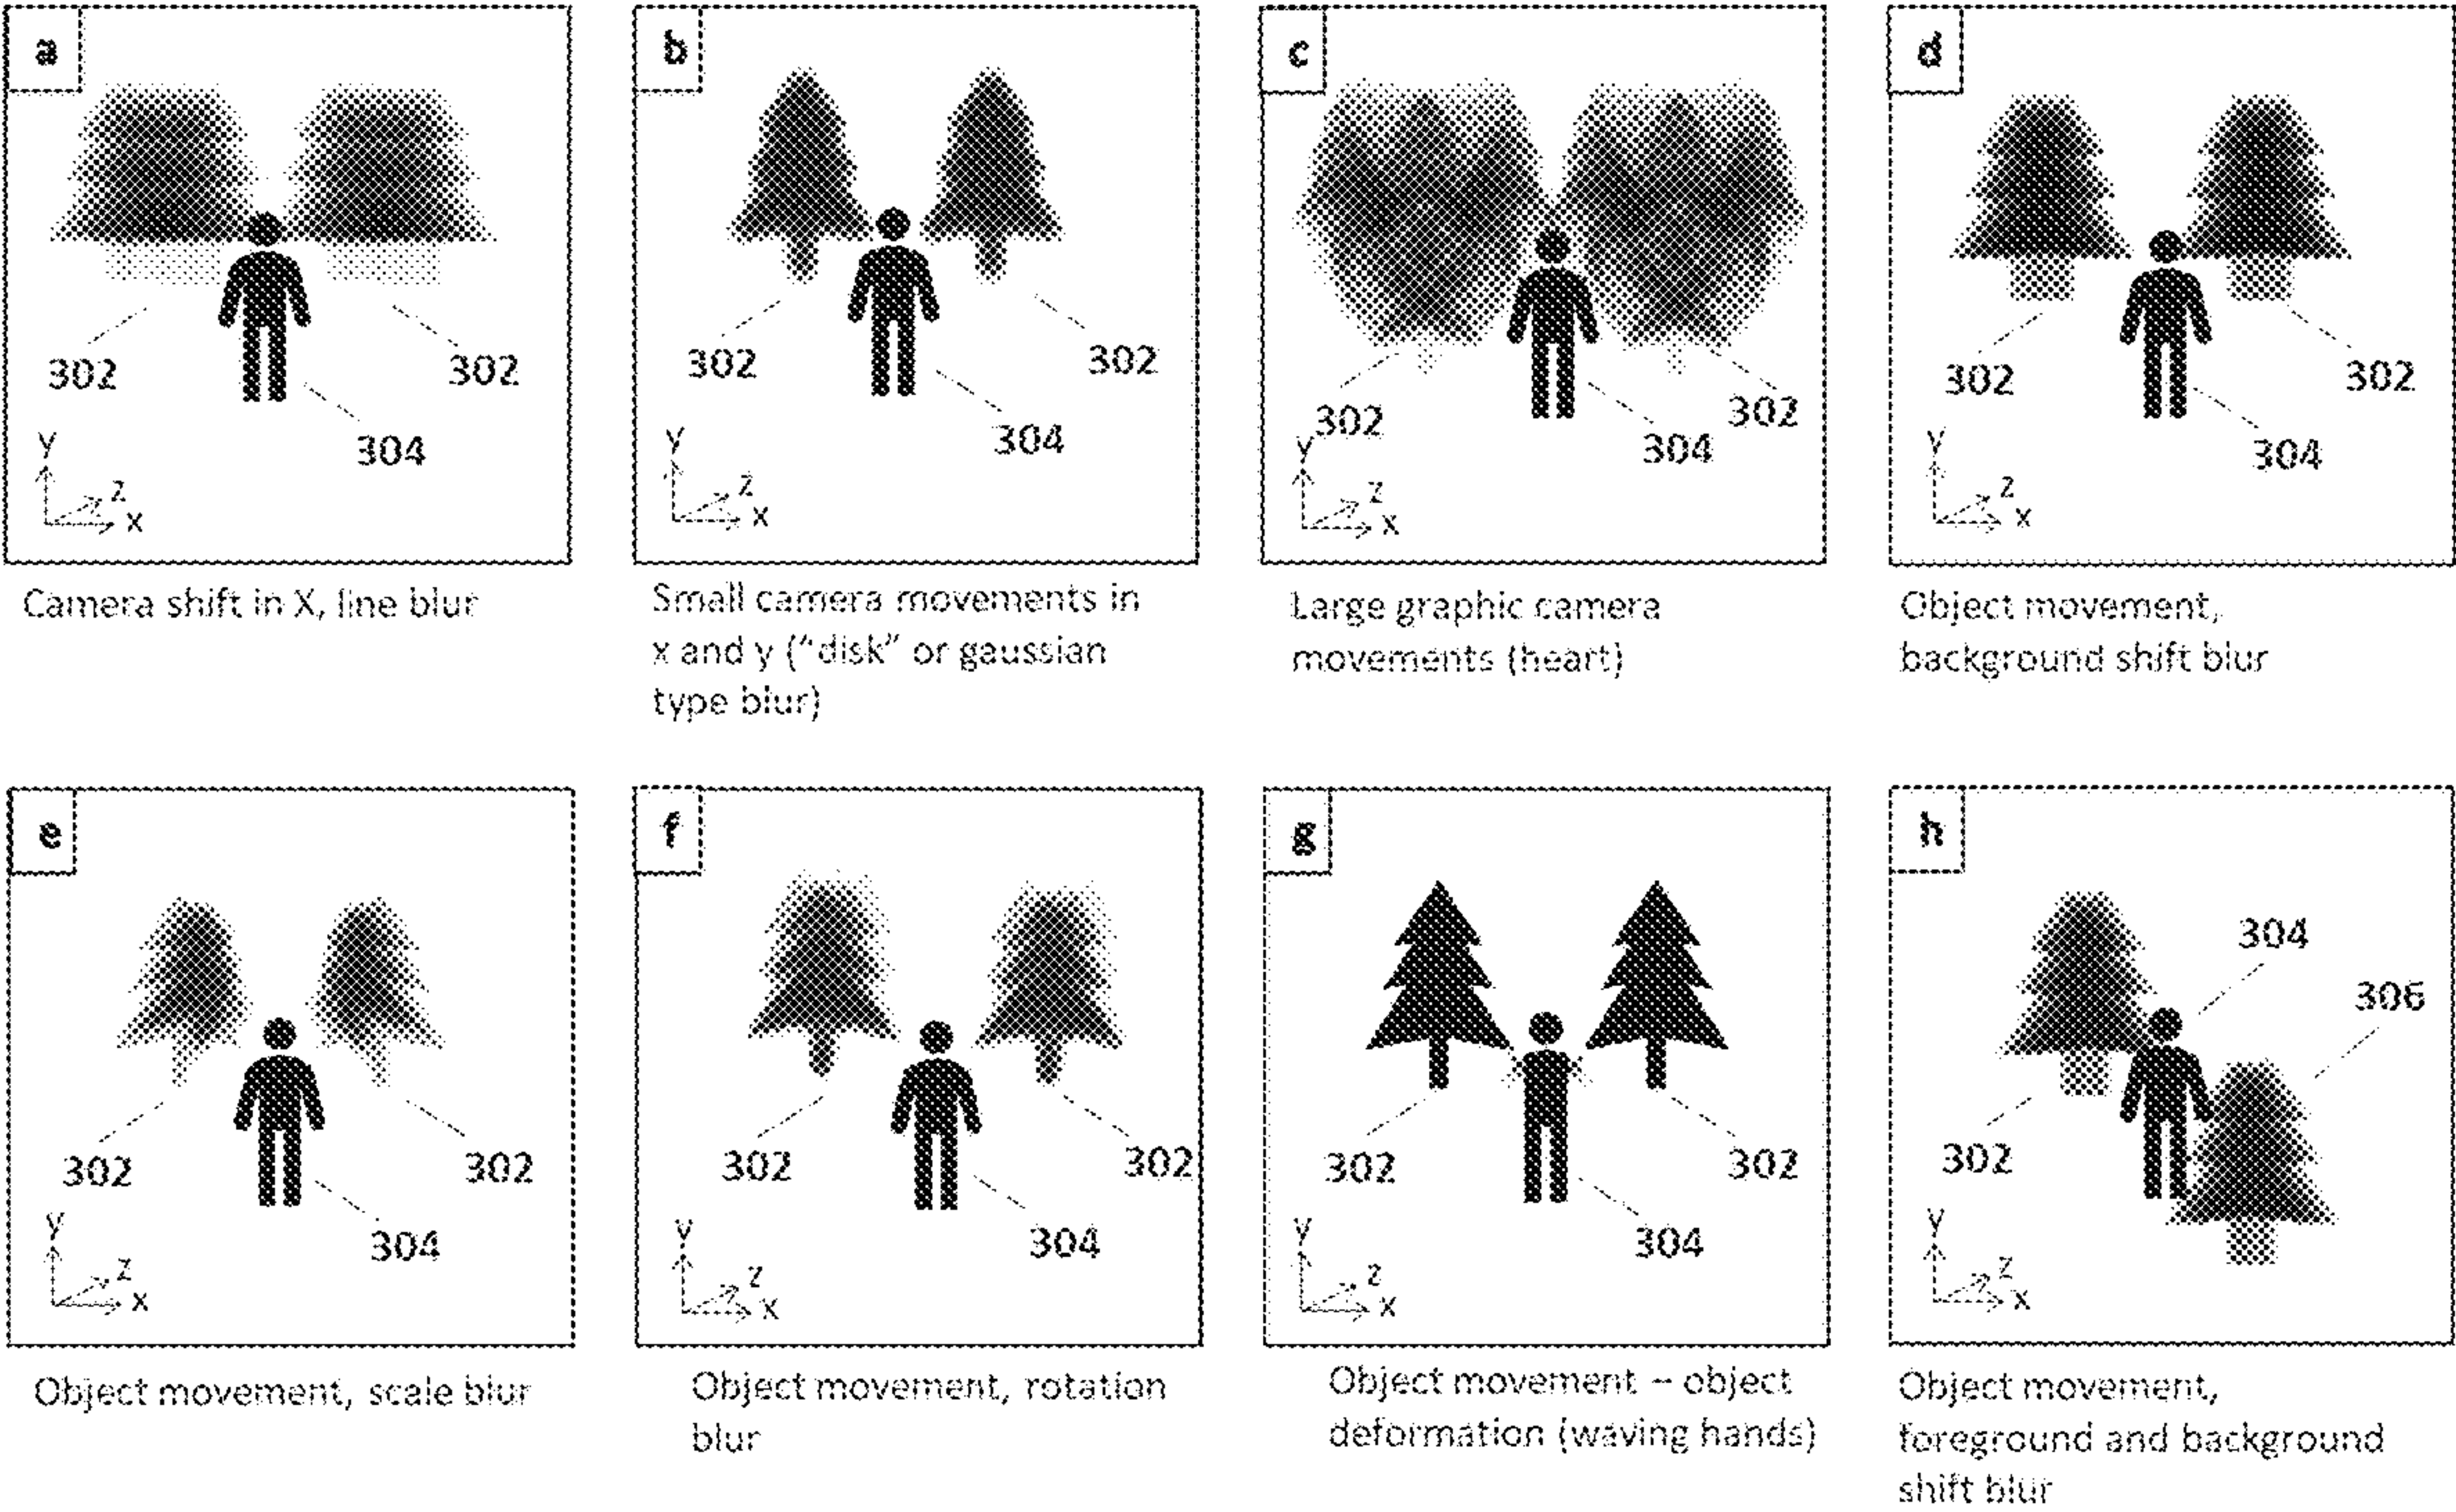 a
302
302
304
y
z
x
Camera shift in X, line blur
b
302
302
304
y
z
x
Small camera movements in
x and y ("disk" or gaussian
type blur)
c
302
302
304
y
z
x
Large graphic camera
movements (heart)
d
302
302
304
y
z
x
Object movement,
background shift blur
e
302
302
304
y
z
x
Object movement, scale blur
f
302
302
304
y
z
x
Object movement, rotation
blur
g
302
302
304
y
z
x
Object movement – object
deformation (waving hands)
h
304
306
302
y
z
x
Object movement,
foreground and background
shift blur